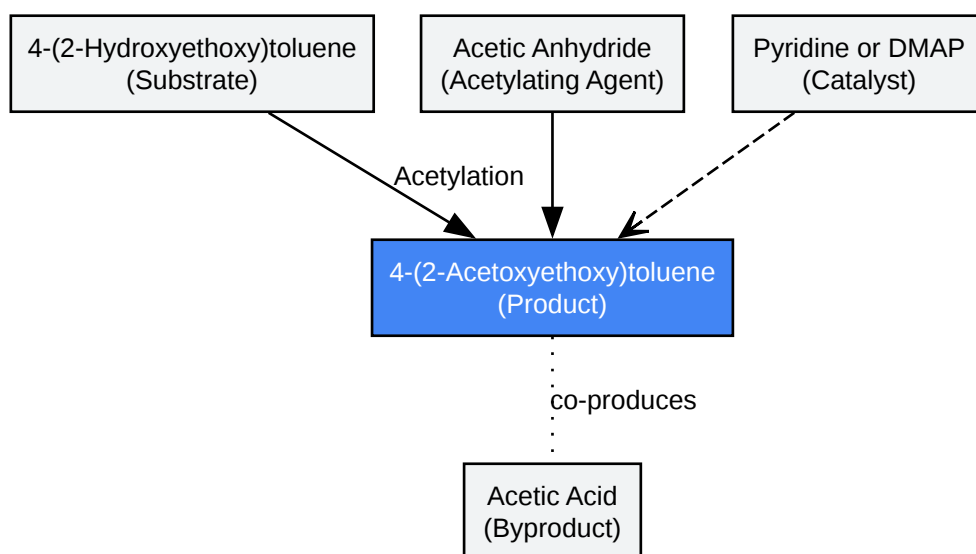 4-(2-Hydroxyethoxy)toluene
(Substrate)
Acetic Anhydride
(Acetylating Agent)
Pyridine or DMAP
(Catalyst)
Acetylation
4-(2-Acetoxyethoxy)toluene
(Product)
co-produces
Acetic Acid
(Byproduct)